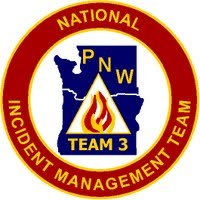 NATIONAL
PNW
TEAM 3
INCIDENT MANAGEMENT TEAM